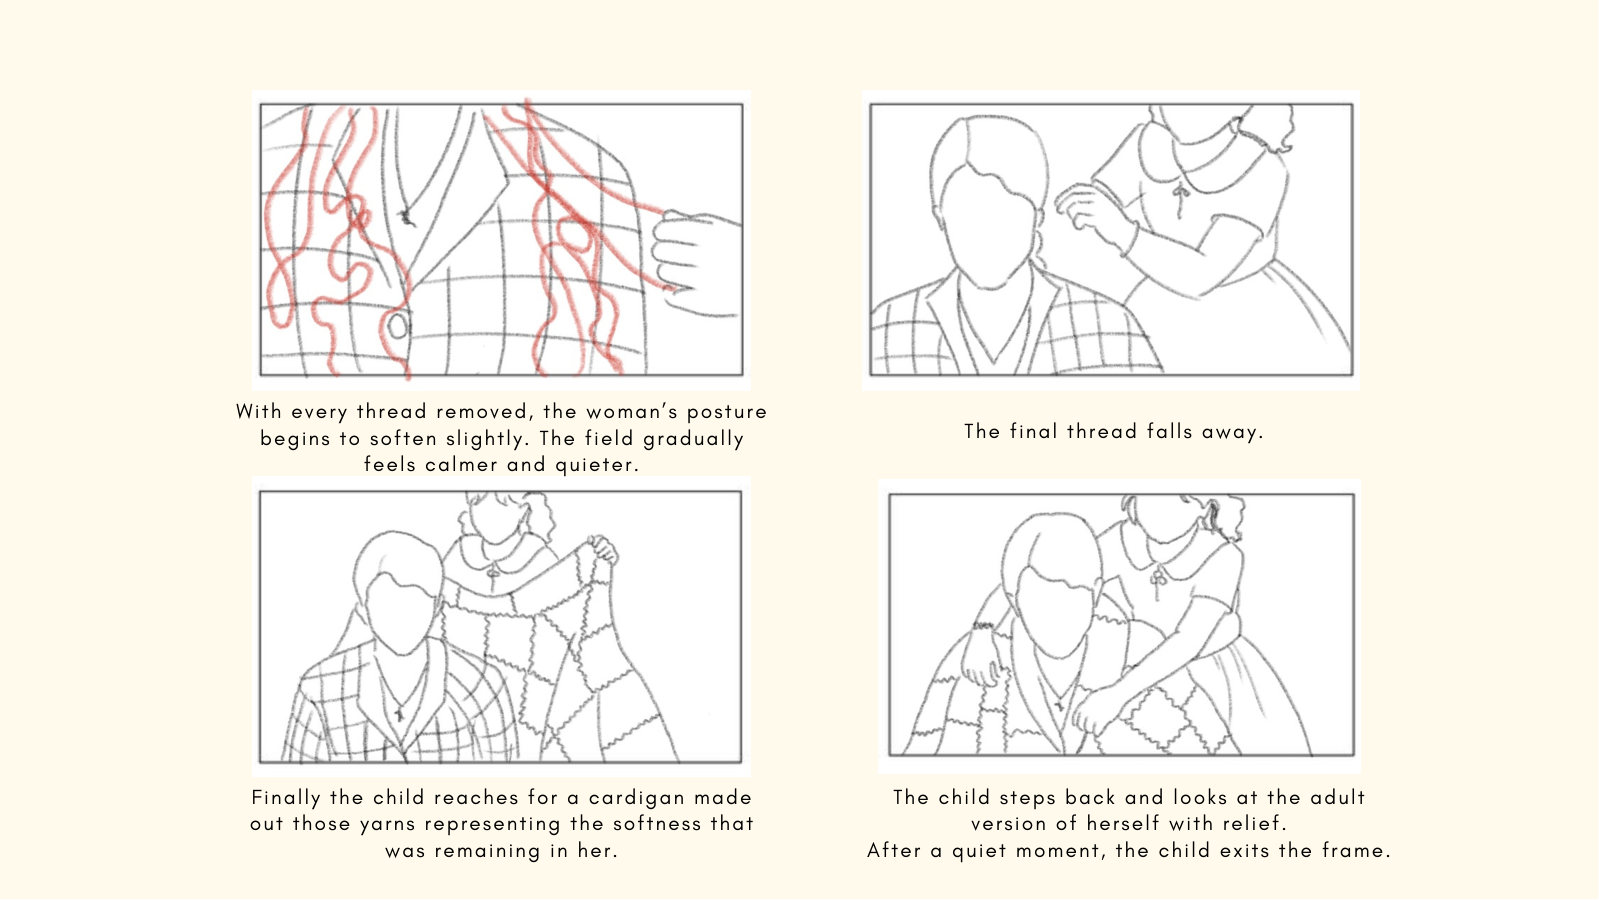 With every thread removed, the woman’s posture
begins to soften slightly. The field gradually
feels calmer and quieter.
The final thread falls away.
Finally the child reaches for a cardigan made
out those yarns representing the softness that
was remaining in her.
The child steps back and looks at the adult
version of herself with relief.
After a quiet moment, the child exits the frame.